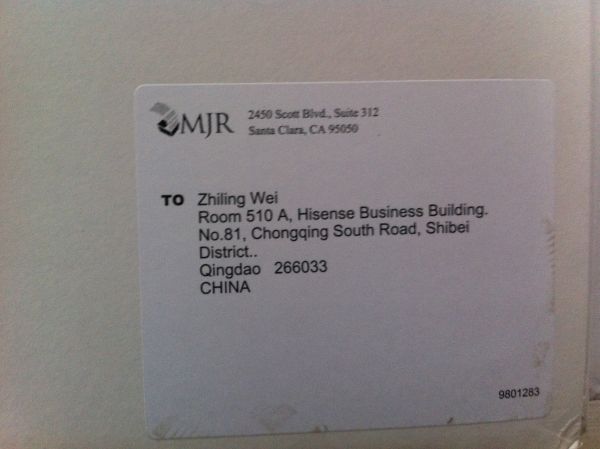 MJR
2450 Scott Blvd., Suite 312
Santa Clara, CA 95050
TO Zhiling Wei
Room 510 A, Hisense Business Building.
No.81, Chongqing South Road, Shibei
District..
Qingdao 266033
CHINA
9801283